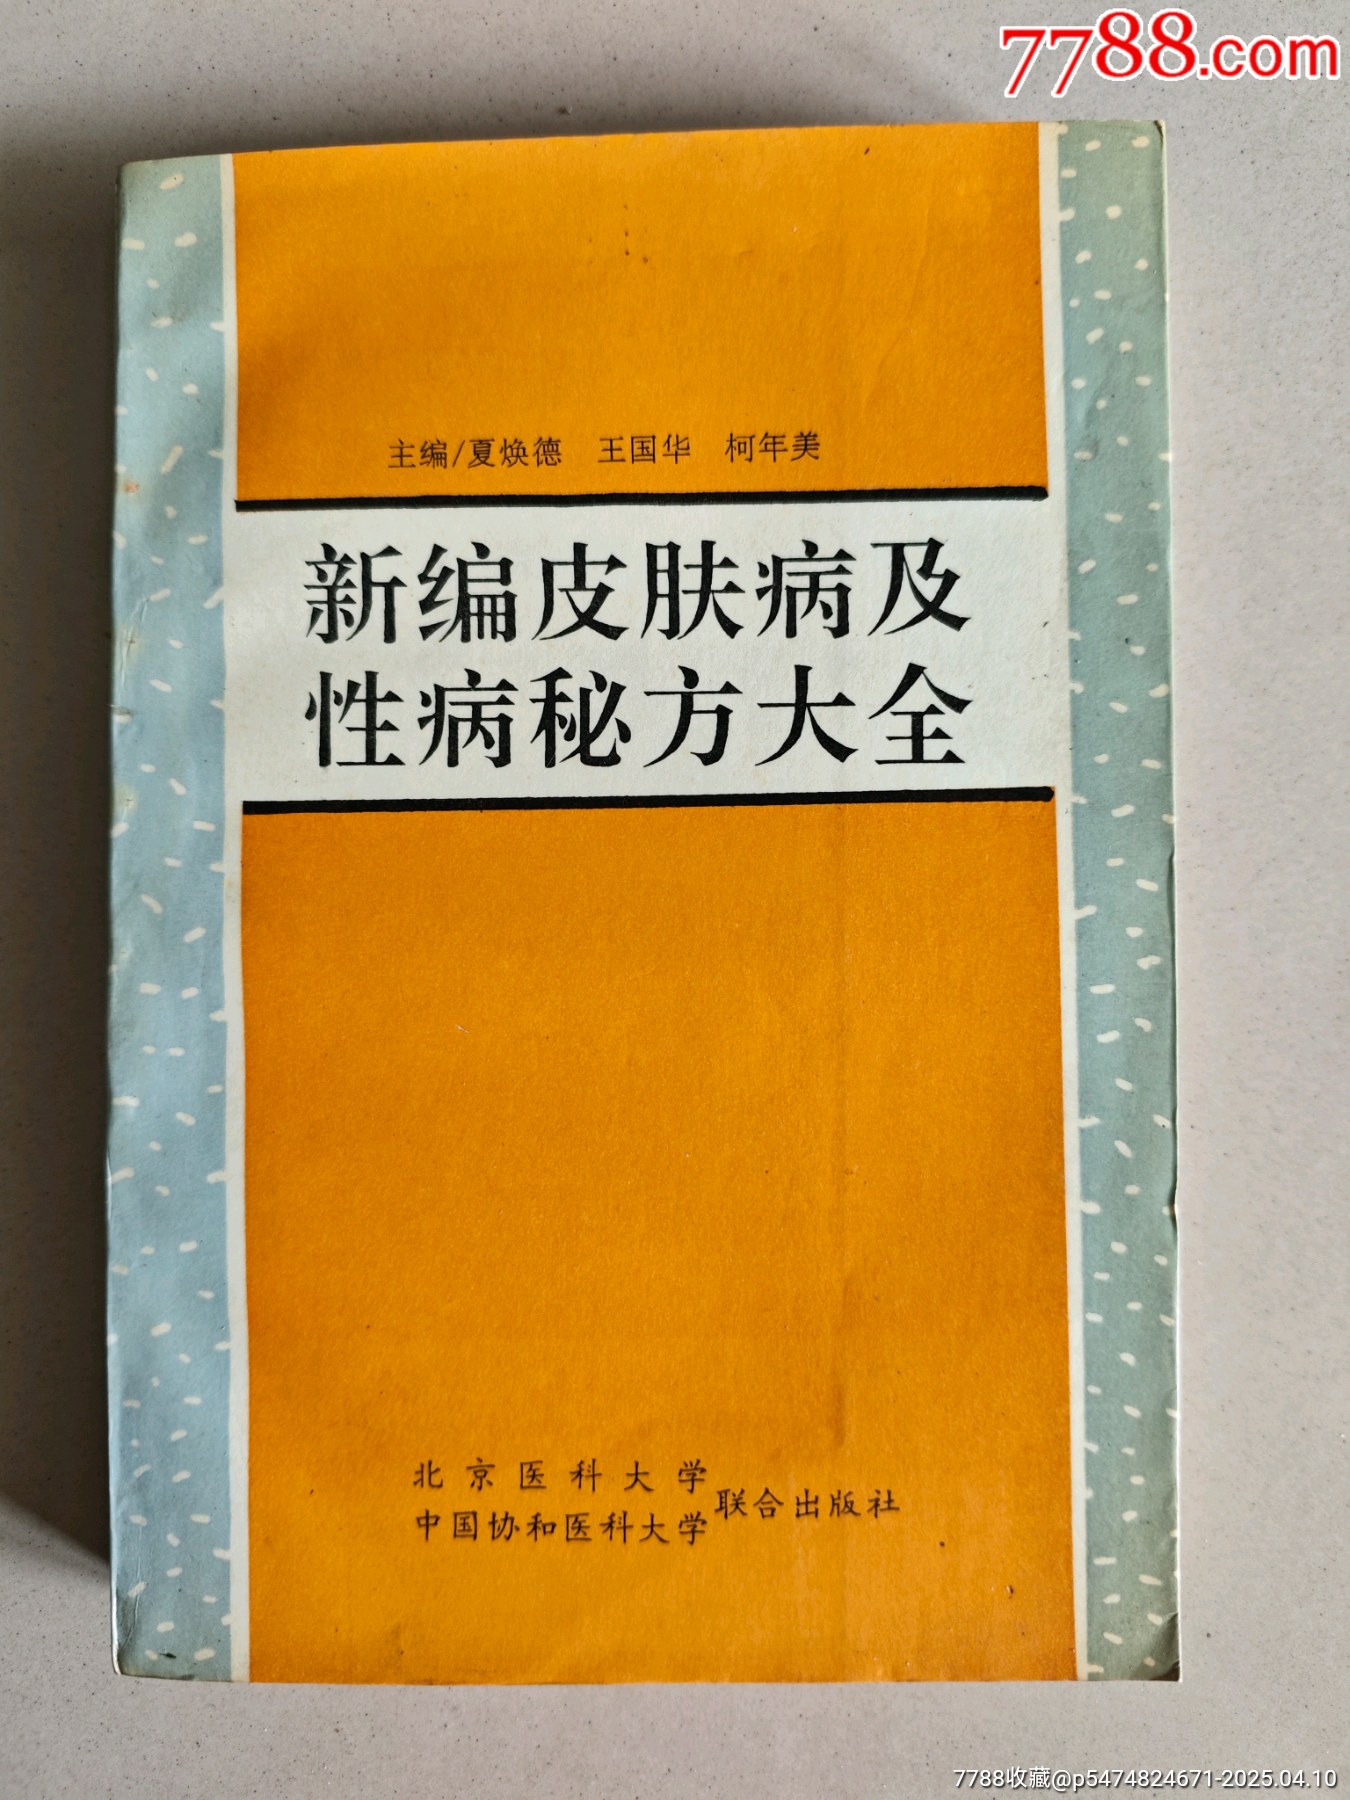 7788.com
主编/夏焕德 王国华 柯年美
新编皮肤病及
性病秘方大全
北京医科大学
中国协和医科大学
联合出版社
7788收藏@p5474824671-2025.04.10